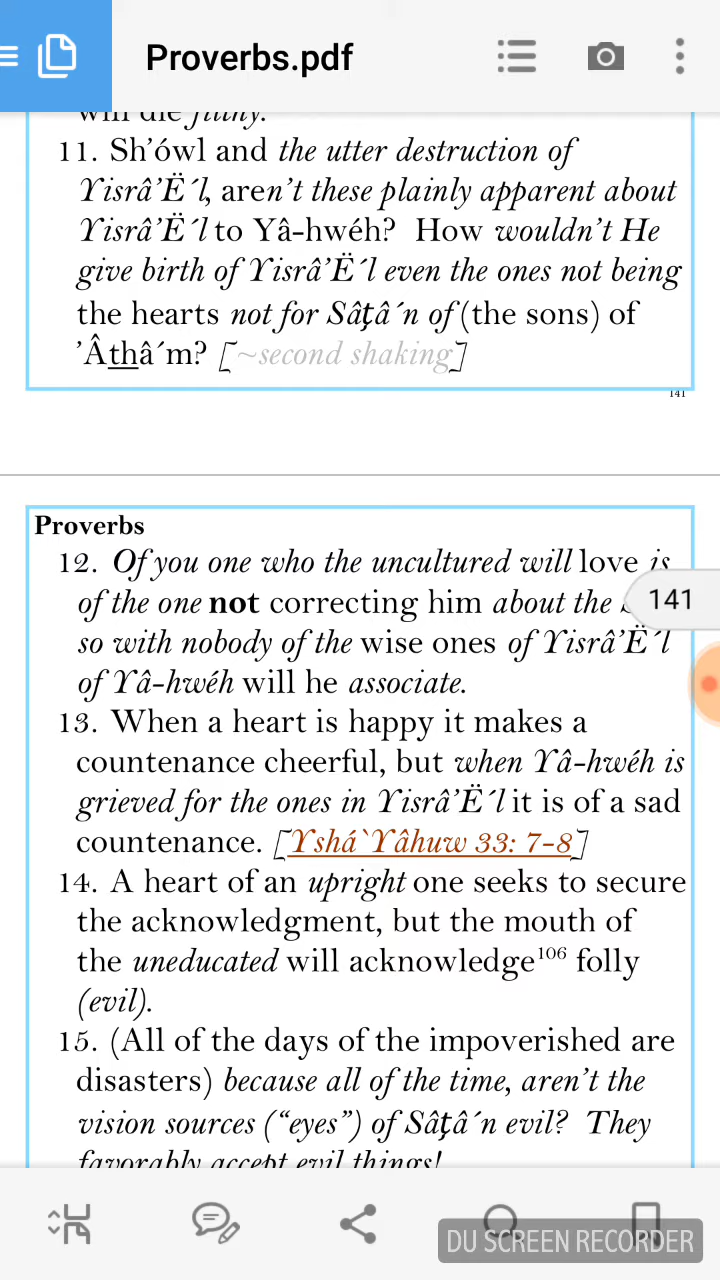 Proverbs.pdf
will die filthy.
11. Sh’ówl and the utter destruction of
Yisrâ’Ë´l, aren’t these plainly apparent about
Yisrâ’Ë´l to Yâ-hwéh? How wouldn’t He
give birth of Yisrâ’Ë´l even the ones not being
the hearts not for Sâţâ´n of (the sons) of
’Âthâ´m? [~second shaking]
141
Proverbs
12. Of you one who the uncultured will love is
of the one not correcting him about the
141
so with nobody of the wise ones of Yisrâ’Ë´l
of Yâ-hwéh will he associate.
13. When a heart is happy it makes a
countenance cheerful, but when Yâ-hwéh is
grieved for the ones in Yisrâ’Ë´l it is of a sad
countenance. [Yshá`Yâhuw 33: 7-8]
14. A heart of an upright one seeks to secure
the acknowledgment, but the mouth of
the uneducated will acknowledge¹⁰⁶ folly
(evil).
15. (All of the days of the impoverished are
disasters) because all of the time, aren’t the
vision sources (“eyes”) of Sâţâ´n evil? They
favorably accept evil things!
DU SCREEN RECORDER